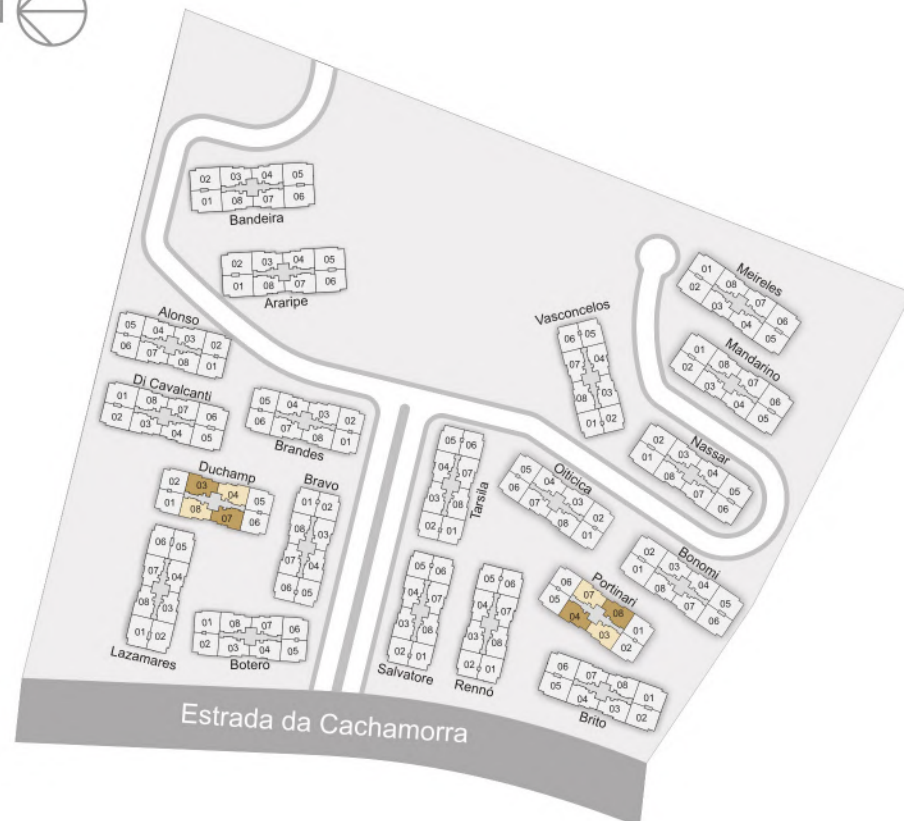 02 03 04 05
01 08 07 06
Bandeira
02 03 04 05
01 08 07 06
Araripe
Alonso
05 04 03 02
06 07 08 01
Di Cavalcanti
01 08 07 06
02 03 04 05
05 04 03 02
06 07 08 01
Brandes
Duchamp
02 03 04 05
01 08 07 06
Bravo
01 02
08 03
07 04
06 05
06 05
07 04
08 03
01 02
Lazamares
01 08 07 06
02 03 04 05
Botero
Vasconcelos
06 05
07 04
08 03
01 02
Meireles
01 08 07 06
02 03 04 05
Mandarino
01 08 07 06
02 03 04 05
Nassar
02 03 04 05
01 08 07 06
05 06
04 07
03 08
02 01
Tarsila
Oiticica
05 04 03 02
06 07 08 01
Bonomi
02 03 04 05
01 08 07 06
Portinari
06 07 08 01
05 04 03 02
05 06
04 07
03 08
02 01
Salvatore
05 06
04 07
03 08
02 01
Rennó
06 07 08 01
05 04 03 02
Brito
Estrada da Cachamorra